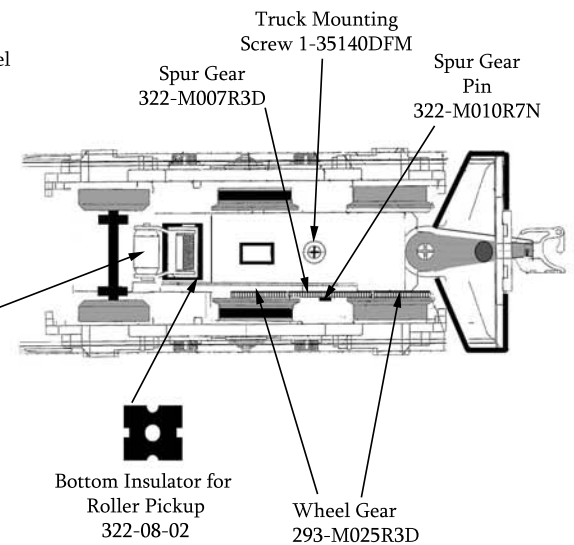 Truck Mounting
Screw 1-35140DFM
el
Spur Gear
322-M007R3D
Spur Gear
Pin
322-M010R7N
Bottom Insulator for
Roller Pickup
322-08-02
Wheel Gear
293-M025R3D